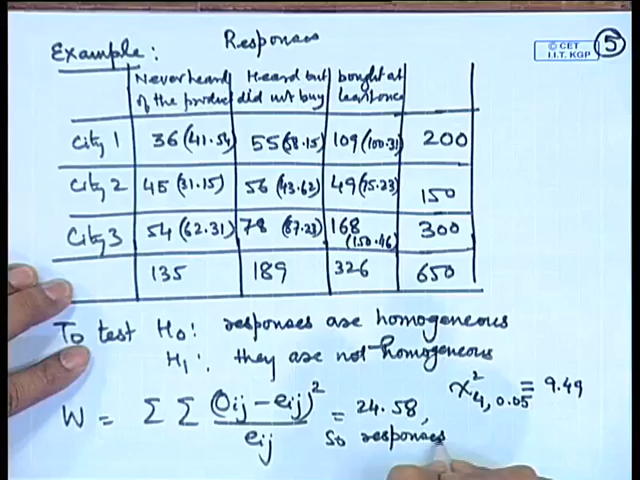 Example: Responses
© CET
I.I.T. KGP
5
Never heard of the product | Heard but did not buy | bought at least once
City 1 | 36 (41.54) | 55 (58.15) | 109 (100.31) | 200
City 2 | 45 (31.15) | 56 (43.62) | 49 (75.23) | 150
City 3 | 54 (62.31) | 78 (87.23) | 168 (150.46) | 300
135 | 189 | 326 | 650
To test H₀: responses are homogeneous
H₁: they are not homogeneous
W = Σ Σ (Oij - eij)² / eij = 24.58, χ²4, 0.05 = 9.49
So responses